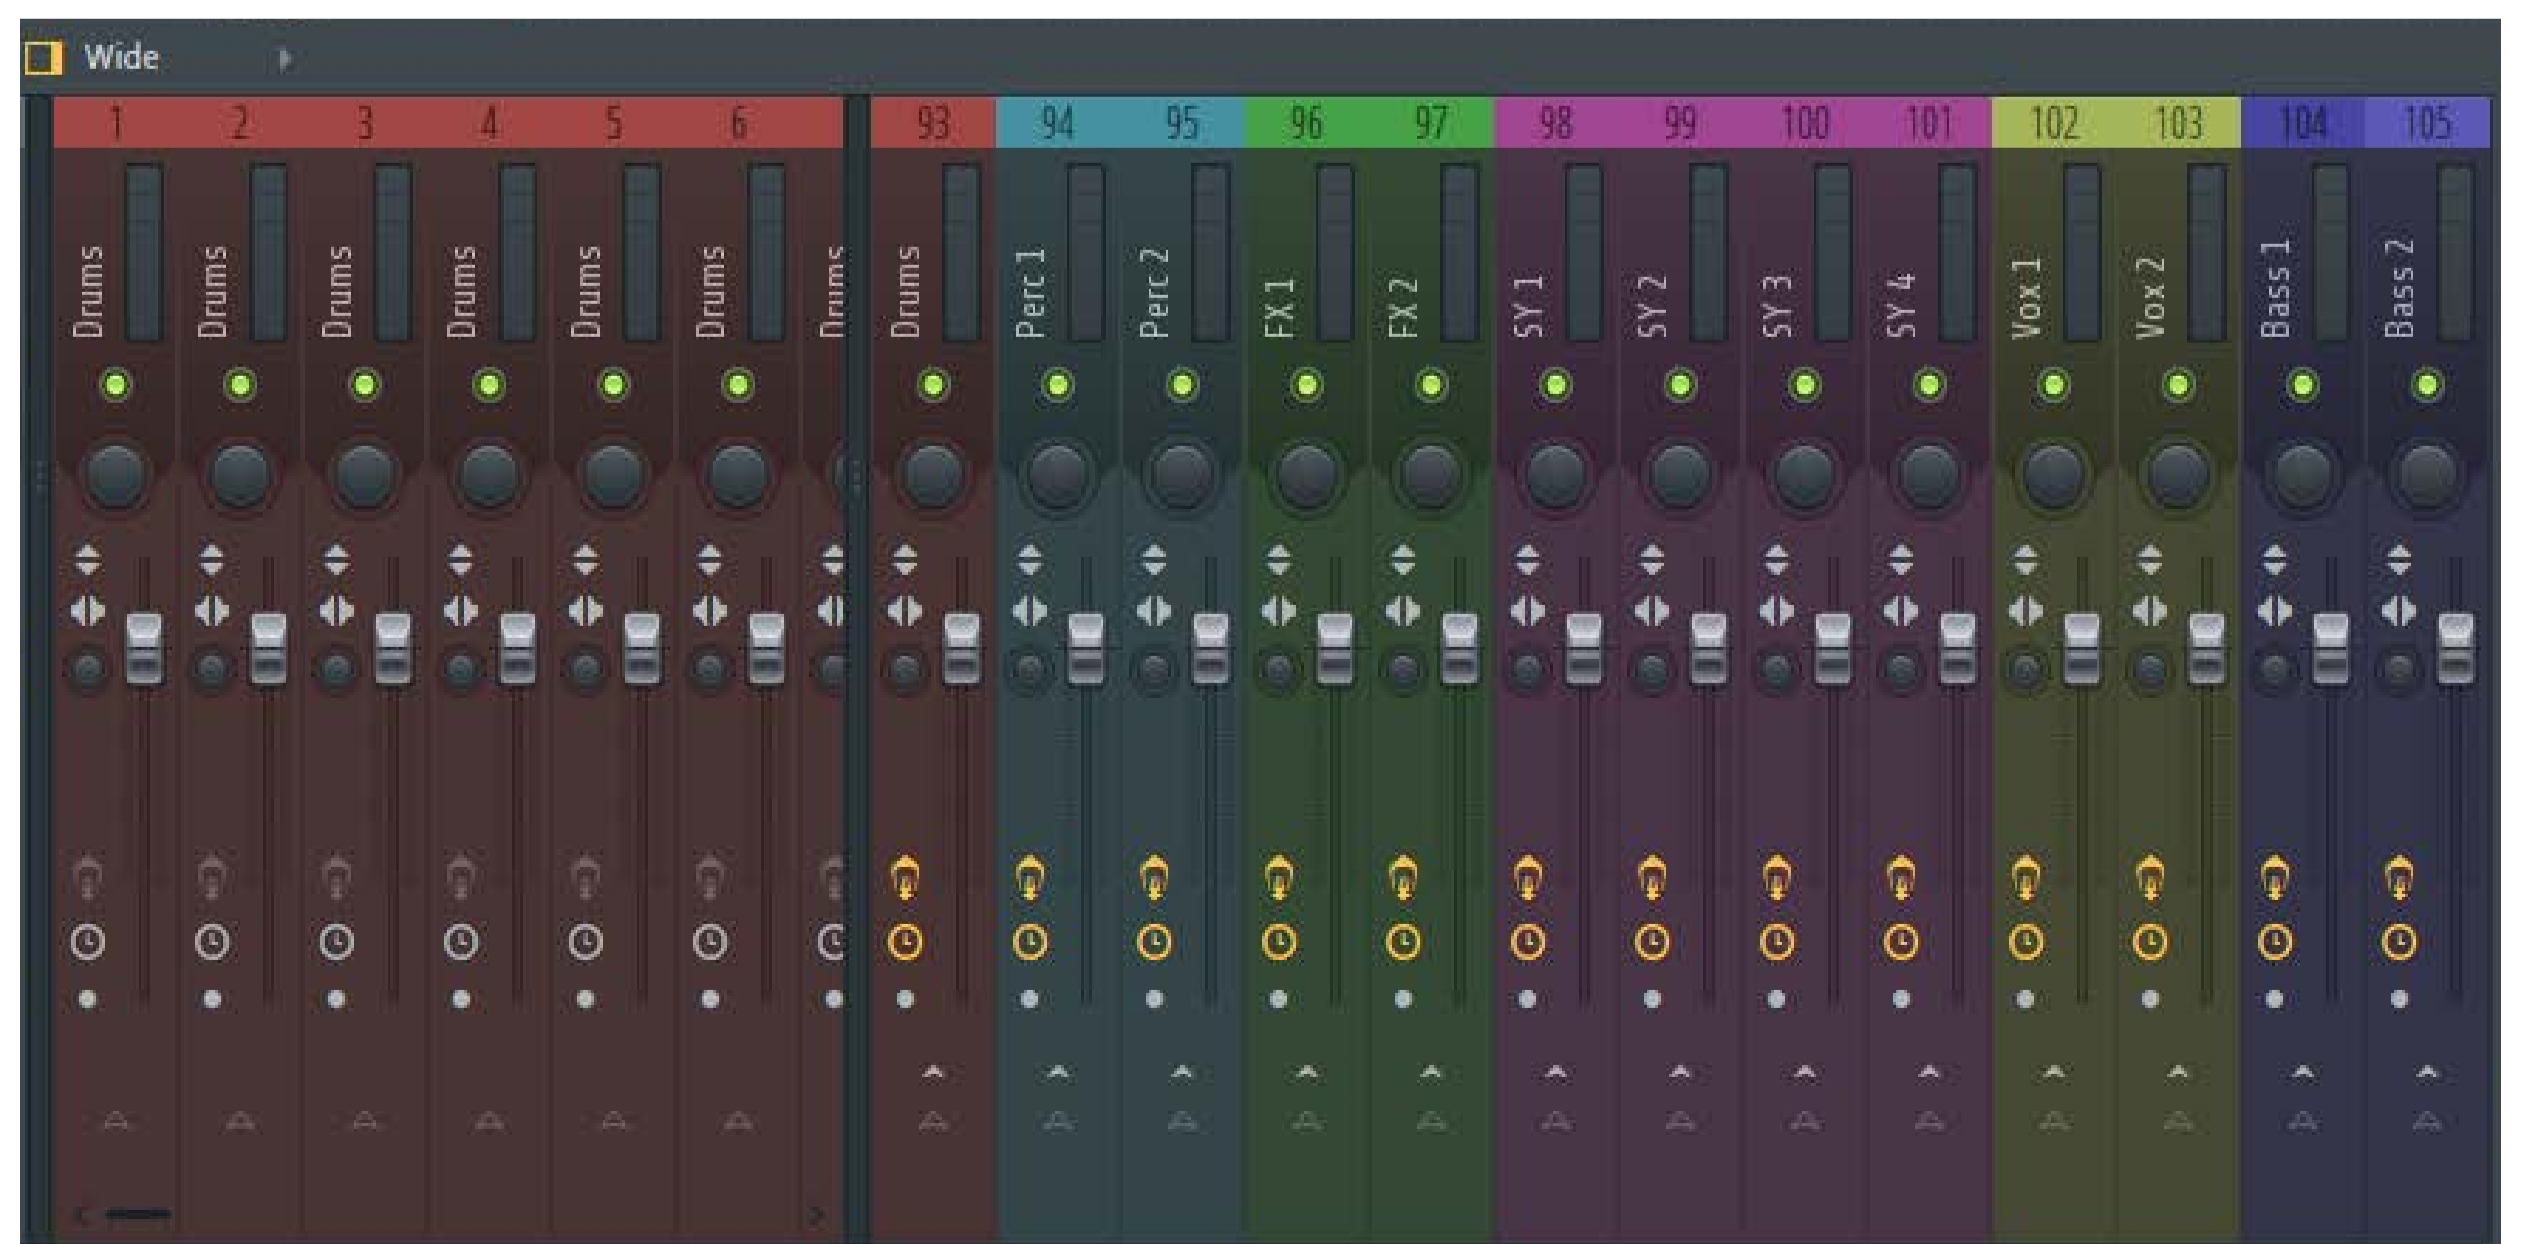 Wide
1 2 3 4 5 6 93 94 95 96 97 98 99 100 101 102 103 104 105
Drums
Drums
Drums
Drums
Drums
Drums
Drums
Drums
Perc 1
Perc 2
FX 1
FX 2
SY 1
SY 2
SY 3
SY 4
Vox 1
Vox 2
Bass 1
Bass 2